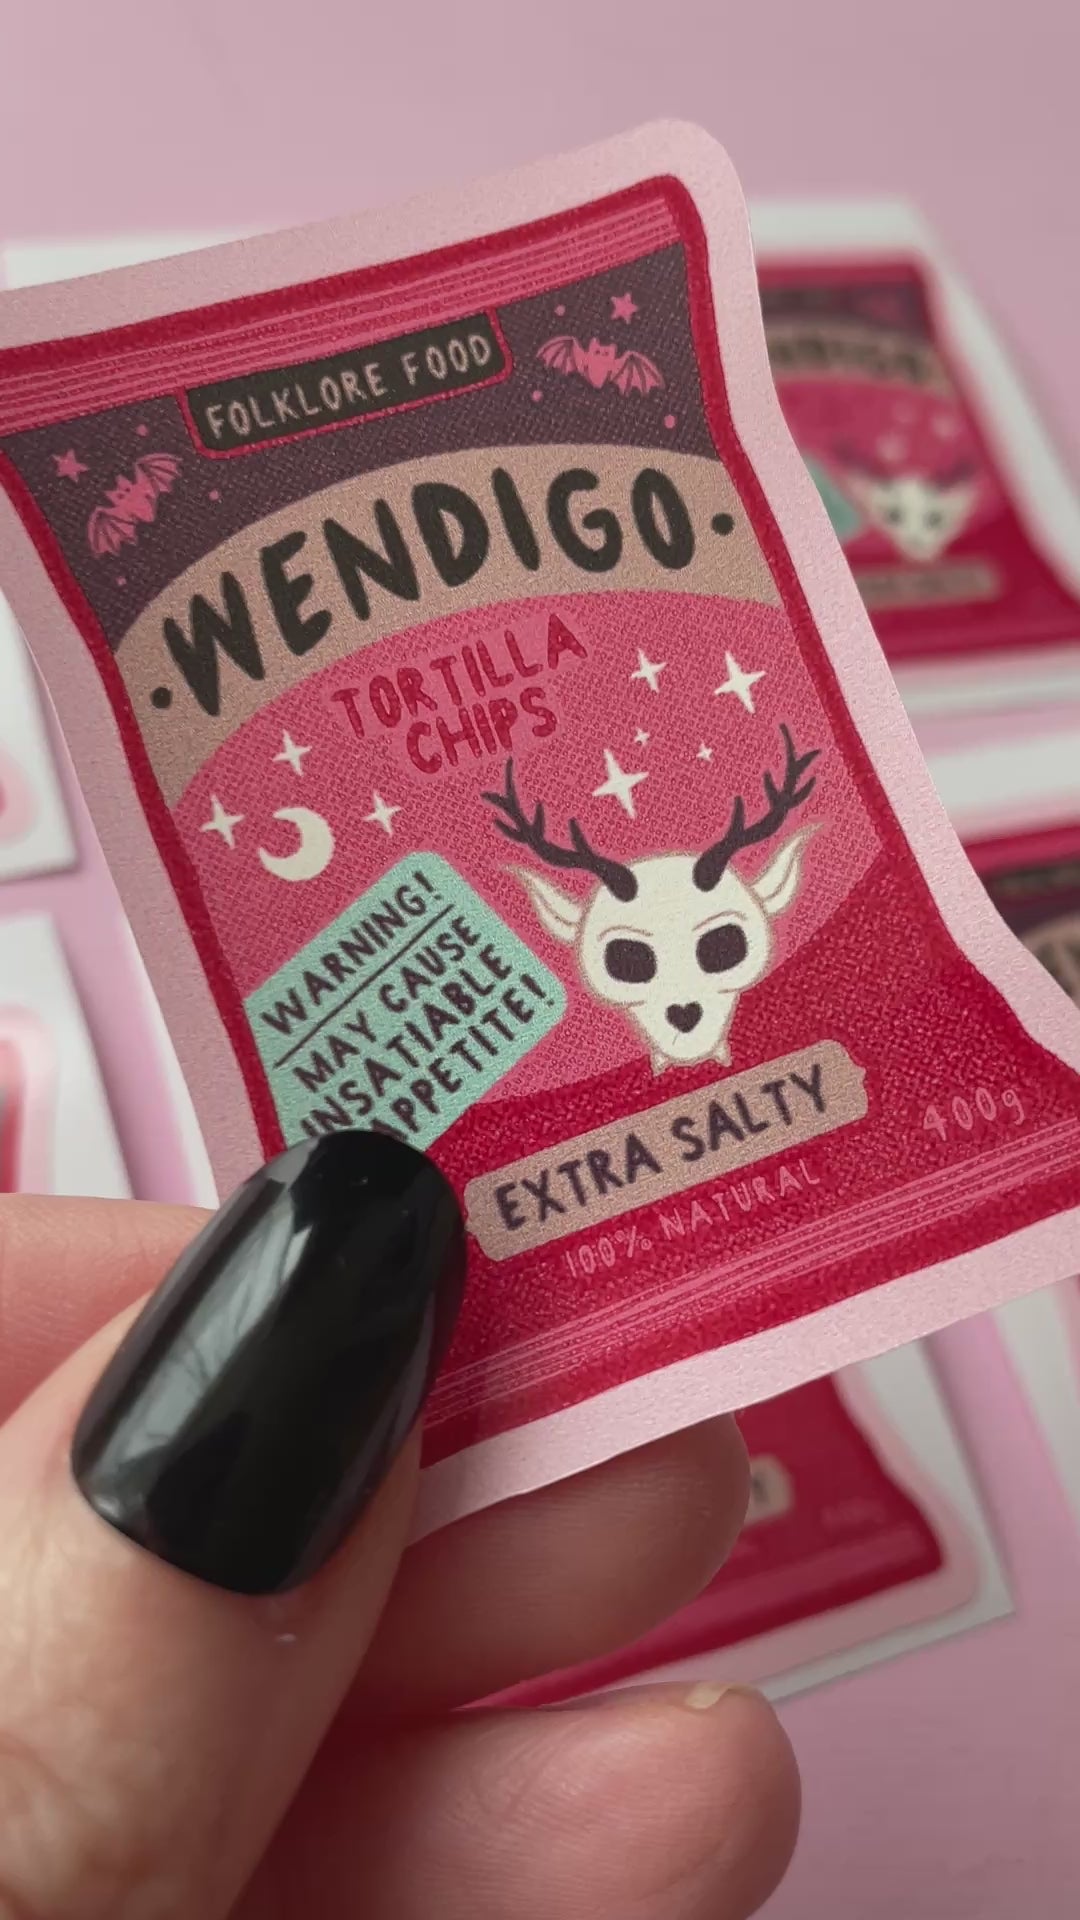 FOLKLORE FOOD
·WENDIGO·
TORTILLA
CHIPS
WARNING!
MAY CAUSE
INSATIABLE
APPETITE!
EXTRA SALTY
400g
100% NATURAL